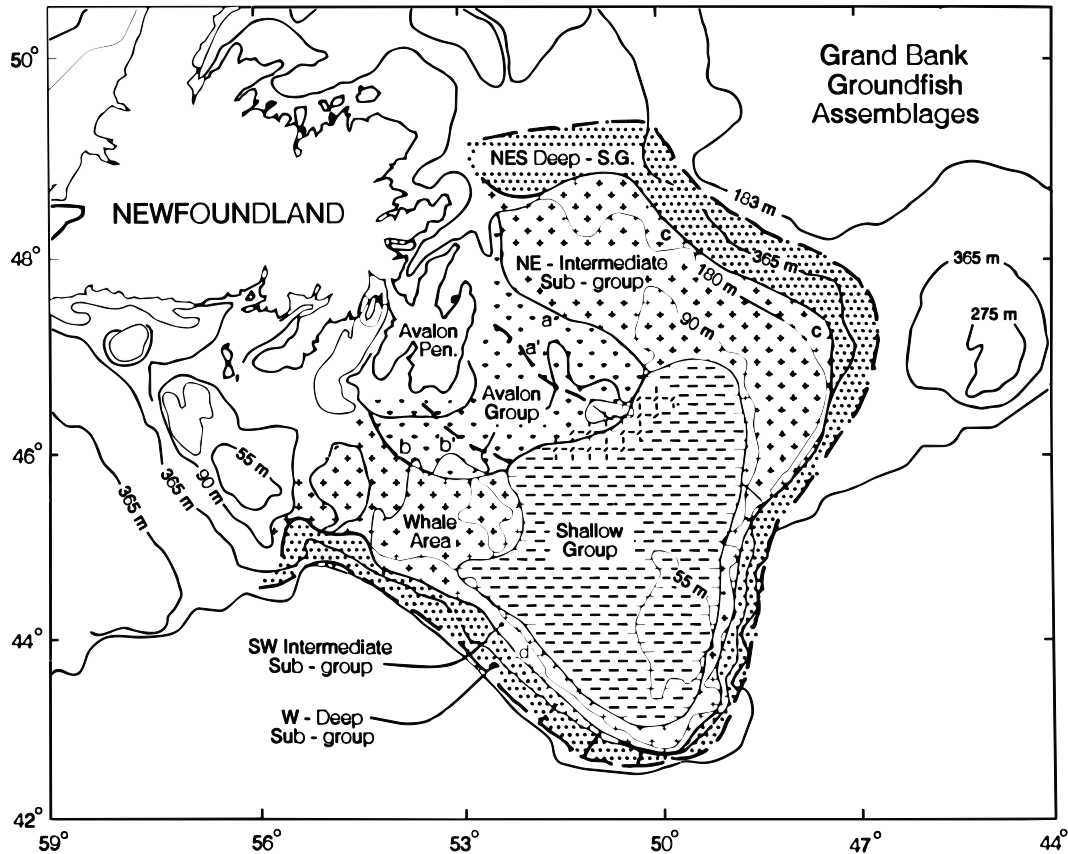 50°
48°
46°
44°
42°
59°
56°
53°
50°
47°
44°
Grand Bank
Groundfish
Assemblages
NEWFOUNDLAND
NES Deep - S.G.
183 m
365 m
365 m
275 m
c
NE - Intermediate
Sub - group
180 m
90 m
c
a
a'
Avalon
Pen.
Avalon
Group
b
b'
55 m
90 m
365 m
365 m
Whale
Area
Shallow
Group
55 m
d
SW Intermediate
Sub - group
W - Deep
Sub - group